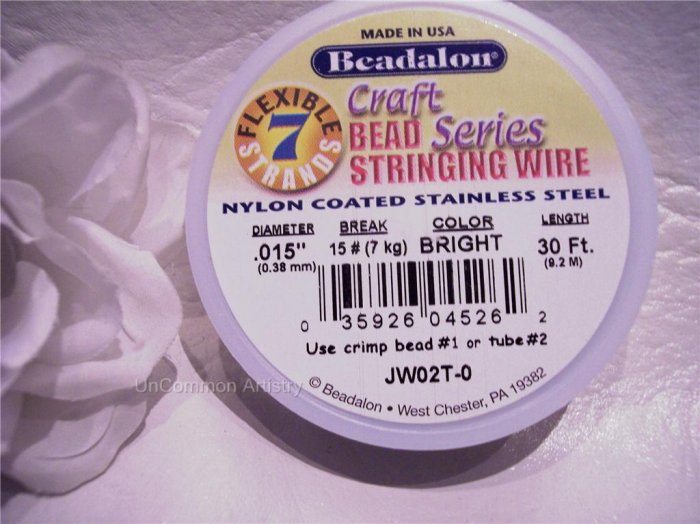 MADE IN USA
Beadalon®
FLEXIBLE
7
STRANDS
Craft
BEAD Series
STRINGING WIRE
NYLON COATED STAINLESS STEEL
DIAMETER BREAK COLOR LENGTH
.015" 15 # (7 kg) BRIGHT 30 Ft.
(0.38 mm) (9.2 M)
0 35926 04526 2
Use crimp bead #1 or tube #2
JW02T-0
© Beadalon • West Chester, PA 19382
UnCommon Artistry